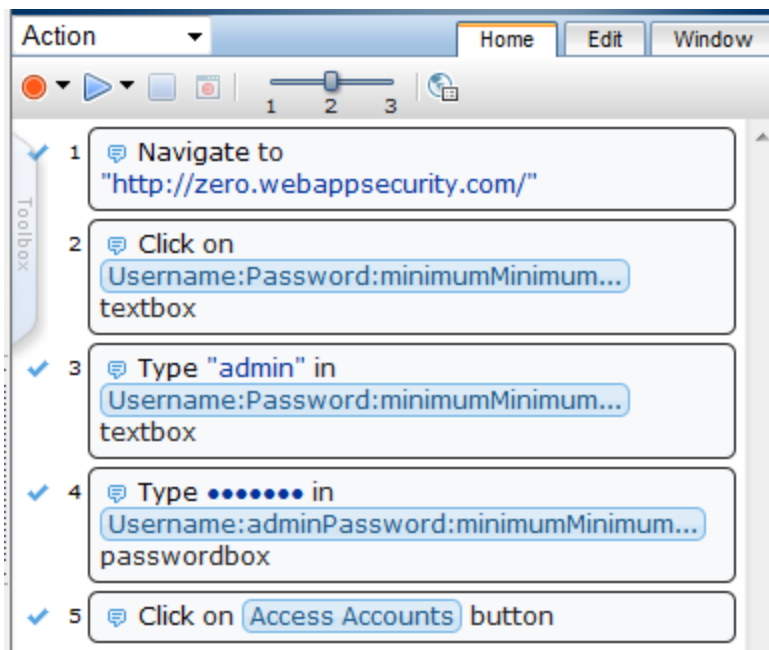 Action
Home Edit Window
1 2 3
Toolbox
1 Navigate to
"http://zero.webappsecurity.com/"
2 Click on
Username:Password:minimumMinimum...
textbox
3 Type "admin" in
Username:Password:minimumMinimum...
textbox
4 Type ••••••• in
Username:adminPassword:minimumMinimum...
passwordbox
5 Click on Access Accounts button